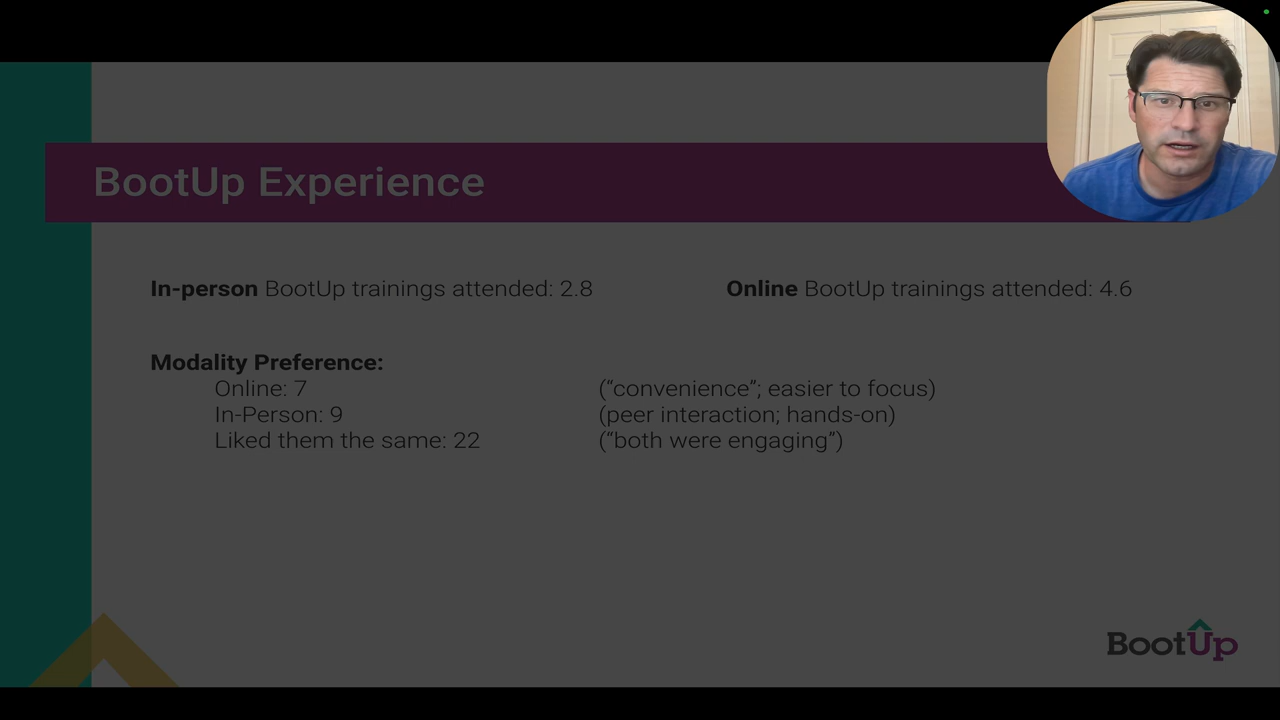 BootUp Experience
In-person BootUp trainings attended: 2.8
Online BootUp trainings attended: 4.6
Modality Preference:
Online: 7 (“convenience”; easier to focus)
In-Person: 9 (peer interaction; hands-on)
Liked them the same: 22 (“both were engaging”)
BootUp